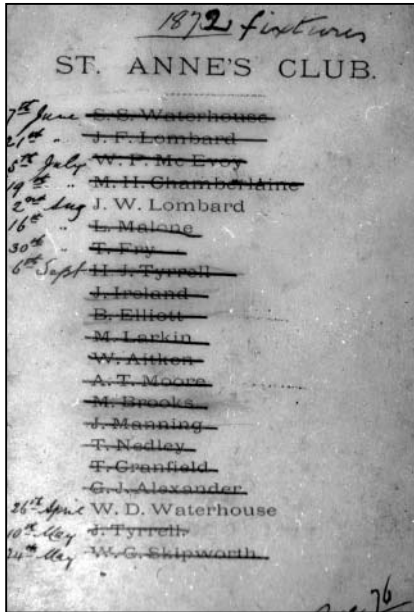 1872 fixtures
ST. ANNE'S CLUB.
7th June S. S. Waterhouse
21st " J. F. Lombard
5th July W. P. McEvoy
19th " M. H. Chamberlaine
2nd Aug J. W. Lombard
16th " L. Malone
30th " T. Fry
6th Sept H. J. Tyrrell
J. Ireland
B. Elliott
M. Larkin
W. Aitken
A. T. Moore
M. Brooks
J. Manning
T. Nedley
T. Cranfield
G. J. Alexander
26st April W. D. Waterhouse
10th May J. Tyrrell.
24th May W. G. Skipworth.
76